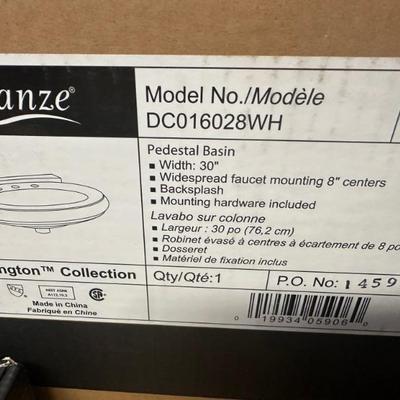 anze®
Model No./Modèle
DC016028WH
Pedestal Basin
▪ Width: 30"
▪ Widespread faucet mounting 8" centers
▪ Backsplash
▪ Mounting hardware included
Lavabo sur colonne
▪ Largeur : 30 po (76,2 cm)
▪ Robinet évasé à centres à écartement de 8 po
▪ Dosseret
▪ Matériel de fixation inclus
ngton™ Collection
Qty/Qté:1
P.O. No: 1459
Made in China
Fabriqué en Chine
0 19934 05906 0